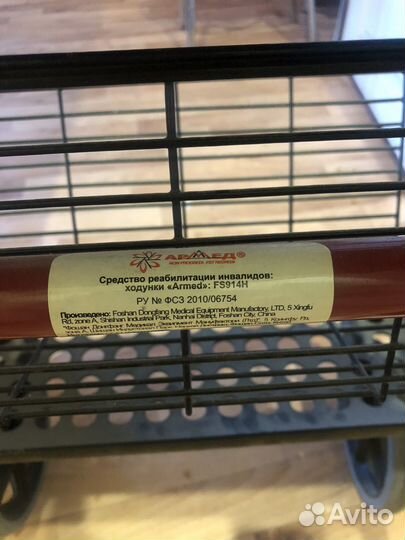 АРМЕД
Средство реабилитации инвалидов:
ходунки «Armed»: FS914H
РУ № ФСЗ 2010/06754
Произведено: Foshan Dongfang Medical Equipment Manufactory, LTD, 5 Xingliu
Rd, zone A, Shishan Industrial Park, Nanhai District, Foshan City, China
Avito